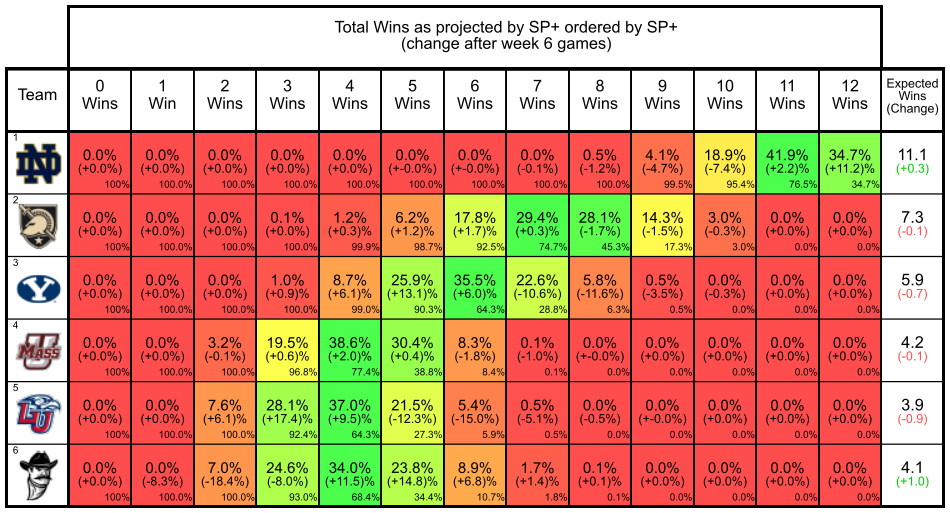 Total Wins as projected by SP+ ordered by SP+
(change after week 6 games)
Team
0 Wins
1 Win
2 Wins
3 Wins
4 Wins
5 Wins
6 Wins
7 Wins
8 Wins
9 Wins
10 Wins
11 Wins
12 Wins
Expected Wins (Change)
1
ND
0.0% 0.0% 0.0% 0.0% 0.0% 0.0% 0.0% 0.0% 0.5% 4.1% 18.9% 41.9% 34.7% 11.1
(+0.0%) (+0.0%) (+0.0%) (+0.0%) (+0.0%) (+-0.0%) (+-0.0%) (-0.1%) (-1.2%) (-4.7%) (-7.4%) (+2.2)% (+11.2)% (+0.3)
100% 100.0% 100.0% 100.0% 100.0% 100.0% 100.0% 100.0% 100.0% 99.5% 95.4% 76.5% 34.7%
2
0.0% 0.0% 0.0% 0.1% 1.2% 6.2% 17.8% 29.4% 28.1% 14.3% 3.0% 0.0% 0.0% 7.3
(+0.0%) (+0.0%) (+0.0%) (+0.0%) (+0.3)% (+1.2)% (+1.7)% (+0.3)% (-1.7%) (-1.5%) (-0.3%) (+0.0%) (+0.0%) (-0.1)
100% 100.0% 100.0% 100.0% 99.9% 98.7% 92.5% 74.7% 45.3% 17.3% 3.0% 0.0% 0.0%
3
Y
0.0% 0.0% 0.0% 1.0% 8.7% 25.9% 35.5% 22.6% 5.8% 0.5% 0.0% 0.0% 0.0% 5.9
(+0.0%) (+0.0%) (+0.0%) (+0.9)% (+6.1)% (+13.1)% (+6.0)% (-10.6%) (-11.6%) (-3.5%) (-0.3%) (+0.0%) (+0.0%) (-0.7)
100% 100.0% 100.0% 100.0% 99.0% 90.3% 64.3% 28.8% 6.3% 0.5% 0.0% 0.0% 0.0%
4
U
MASS
0.0% 0.0% 3.2% 19.5% 38.6% 30.4% 8.3% 0.1% 0.0% 0.0% 0.0% 0.0% 0.0% 4.2
(+0.0%) (+0.0%) (-0.1%) (+0.6)% (+2.0)% (+0.4)% (-1.8%) (-1.0%) (+-0.0%) (+0.0%) (+0.0%) (+0.0%) (+0.0%) (-0.1)
100% 100.0% 100.0% 96.8% 77.4% 38.8% 8.4% 0.1% 0.0% 0.0% 0.0% 0.0% 0.0%
5
LU
0.0% 0.0% 7.6% 28.1% 37.0% 21.5% 5.4% 0.5% 0.0% 0.0% 0.0% 0.0% 0.0% 3.9
(+0.0%) (+0.0%) (+6.1)% (+17.4)% (+9.5)% (-12.3%) (-15.0%) (-5.1%) (-0.5%) (+-0.0%) (+0.0%) (+0.0%) (+0.0%) (-0.9)
100% 100.0% 100.0% 92.4% 64.3% 27.3% 5.9% 0.5% 0.0% 0.0% 0.0% 0.0% 0.0%
6
0.0% 0.0% 7.0% 24.6% 34.0% 23.8% 8.9% 1.7% 0.1% 0.0% 0.0% 0.0% 0.0% 4.1
(+0.0%) (-8.3%) (-18.4%) (-8.0%) (+11.5)% (+14.8)% (+6.8)% (+1.4)% (+0.1)% (+0.0%) (+0.0%) (+0.0%) (+0.0%) (+1.0)
100% 100.0% 100.0% 93.0% 68.4% 34.4% 10.7% 1.8% 0.1% 0.0% 0.0% 0.0% 0.0%